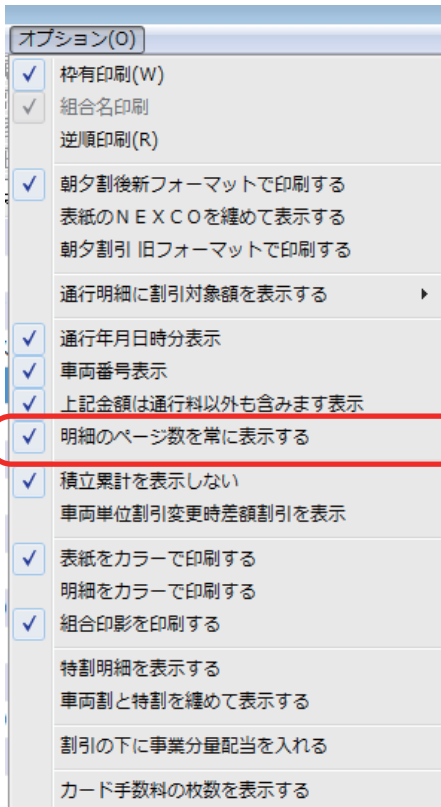 オプション(O)
枠有印刷(W)
組合名印刷
逆順印刷(R)
朝夕割後新フォーマットで印刷する
表紙のＮＥＸＣＯを纏めて表示する
朝夕割引 旧フォーマットで印刷する
通行明細に割引対象額を表示する
通行年月日時分表示
車両番号表示
上記金額は通行料以外も含みます表示
明細のページ数を常に表示する
積立累計を表示しない
車両単位割引変更時差額割引を表示
表紙をカラーで印刷する
明細をカラーで印刷する
組合印影を印刷する
特割明細を表示する
車両割と特割を纏めて表示する
割引の下に事業分量配当を入れる
カード手数料の枚数を表示する